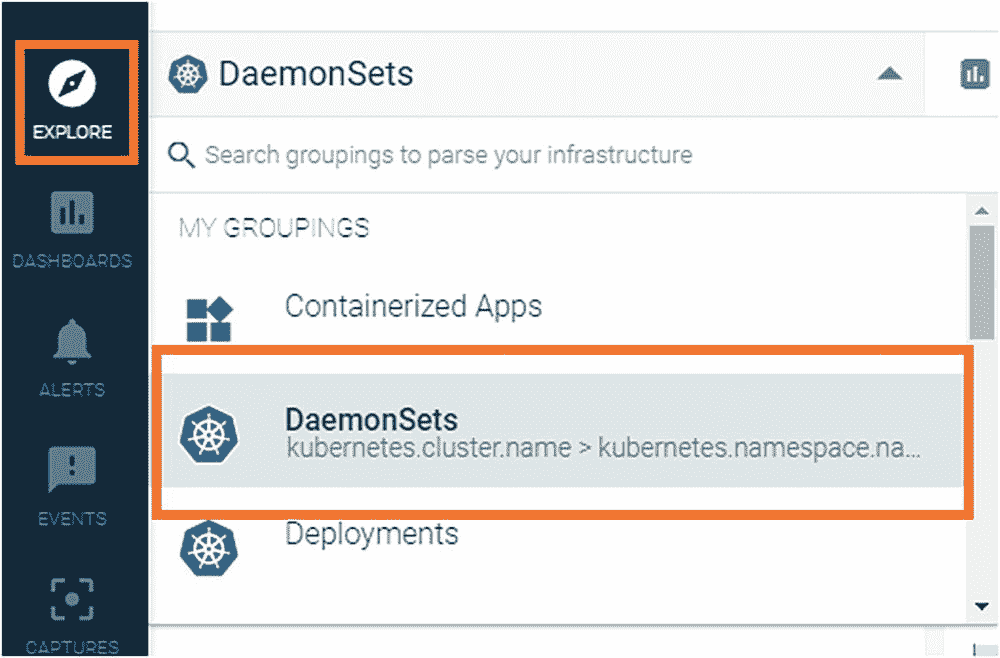 EXPLORE
DASHBOARDS
ALERTS
EVENTS
CAPTURES
DaemonSets
Search groupings to parse your infrastructure
MY GROUPINGS
Containerized Apps
DaemonSets
kubernetes.cluster.name > kubernetes.namespace.na...
Deployments